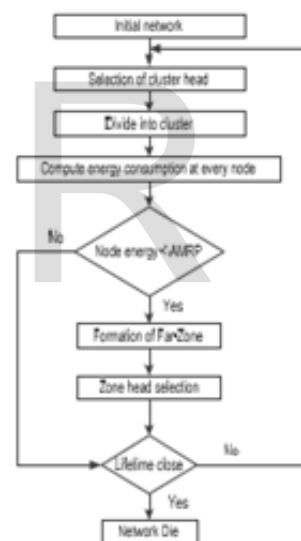 Initial network
Selection of cluster head
Divide into cluster
Compute energy consumption at every node
No
Node energy
Yes
Formation of Far-Zone
Zone head selection
Lifetime close
No
Yes
Network Die
R